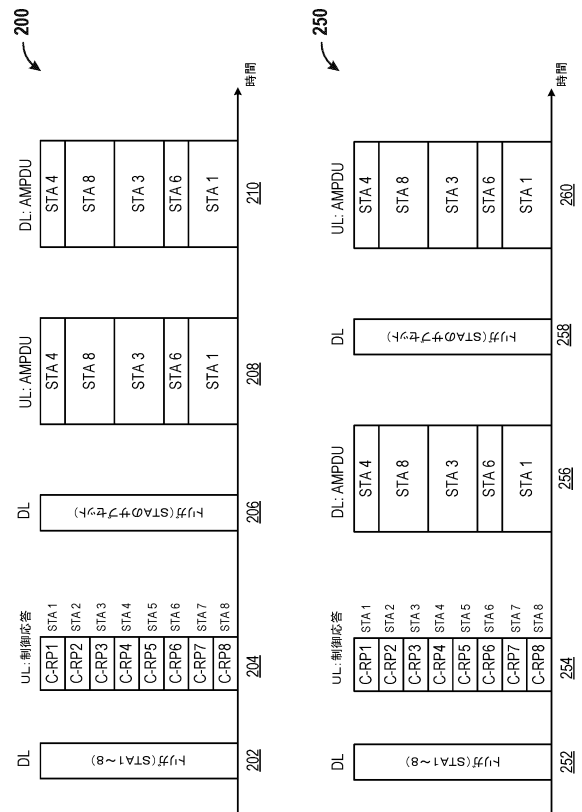 200
DL
トリガ(STA1~8)
202
UL: 制御応答
C-RP1 STA 1
C-RP2 STA 2
C-RP3 STA 3
C-RP4 STA 4
C-RP5 STA 5
C-RP6 STA 6
C-RP7 STA 7
C-RP8 STA 8
204
DL
トリガ(STAのサブセット)
206
UL: AMPDU
STA 4
STA 8
STA 3
STA 6
STA 1
208
DL: AMPDU
STA 4
STA 8
STA 3
STA 6
STA 1
210
時間
250
DL
トリガ(STA1~8)
252
UL: 制御応答
C-RP1 STA 1
C-RP2 STA 2
C-RP3 STA 3
C-RP4 STA 4
C-RP5 STA 5
C-RP6 STA 6
C-RP7 STA 7
C-RP8 STA 8
254
DL: AMPDU
STA 4
STA 8
STA 3
STA 6
STA 1
256
DL
トリガ(STAのサブセット)
258
UL: AMPDU
STA 4
STA 8
STA 3
STA 6
STA 1
260
時間